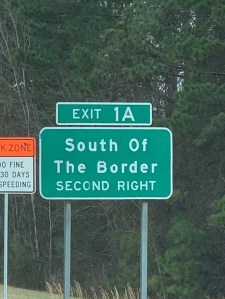 EXIT 1A
South Of
The Border
SECOND RIGHT
ZONE
FINE
30 DAYS
SPEEDING